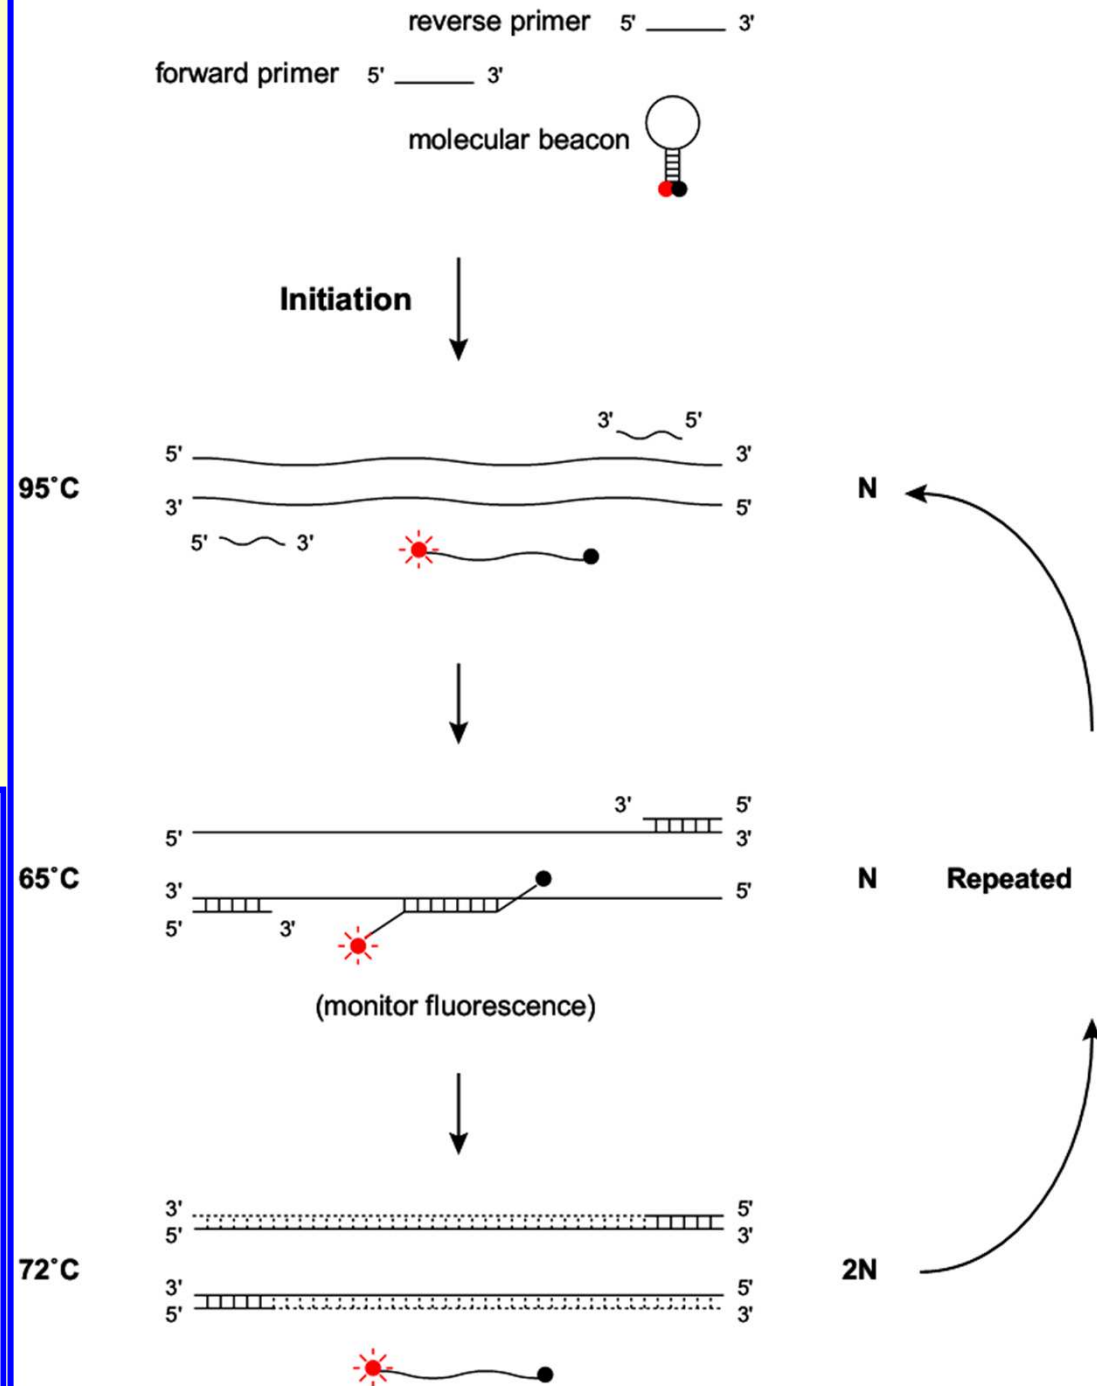 reverse primer 5' 3'
forward primer 5' 3'
molecular beacon
Initiation
3' 5'
5' 3'
95˚C N
3' 5'
5' 3'
3' 5'
5' 3'
65˚C N Repeated
3' 5'
5' 3'
(monitor fluorescence)
3' 5'
5' 3'
72˚C 2N
3' 5'
5' 3'